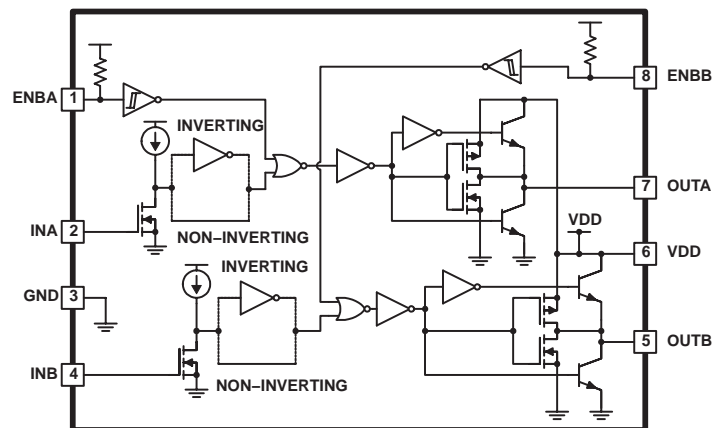 ENBA 1
8 ENBB
INVERTING
7 OUTA
INA 2
NON–INVERTING
VDD
6 VDD
INVERTING
GND 3
5 OUTB
INB 4
NON–INVERTING